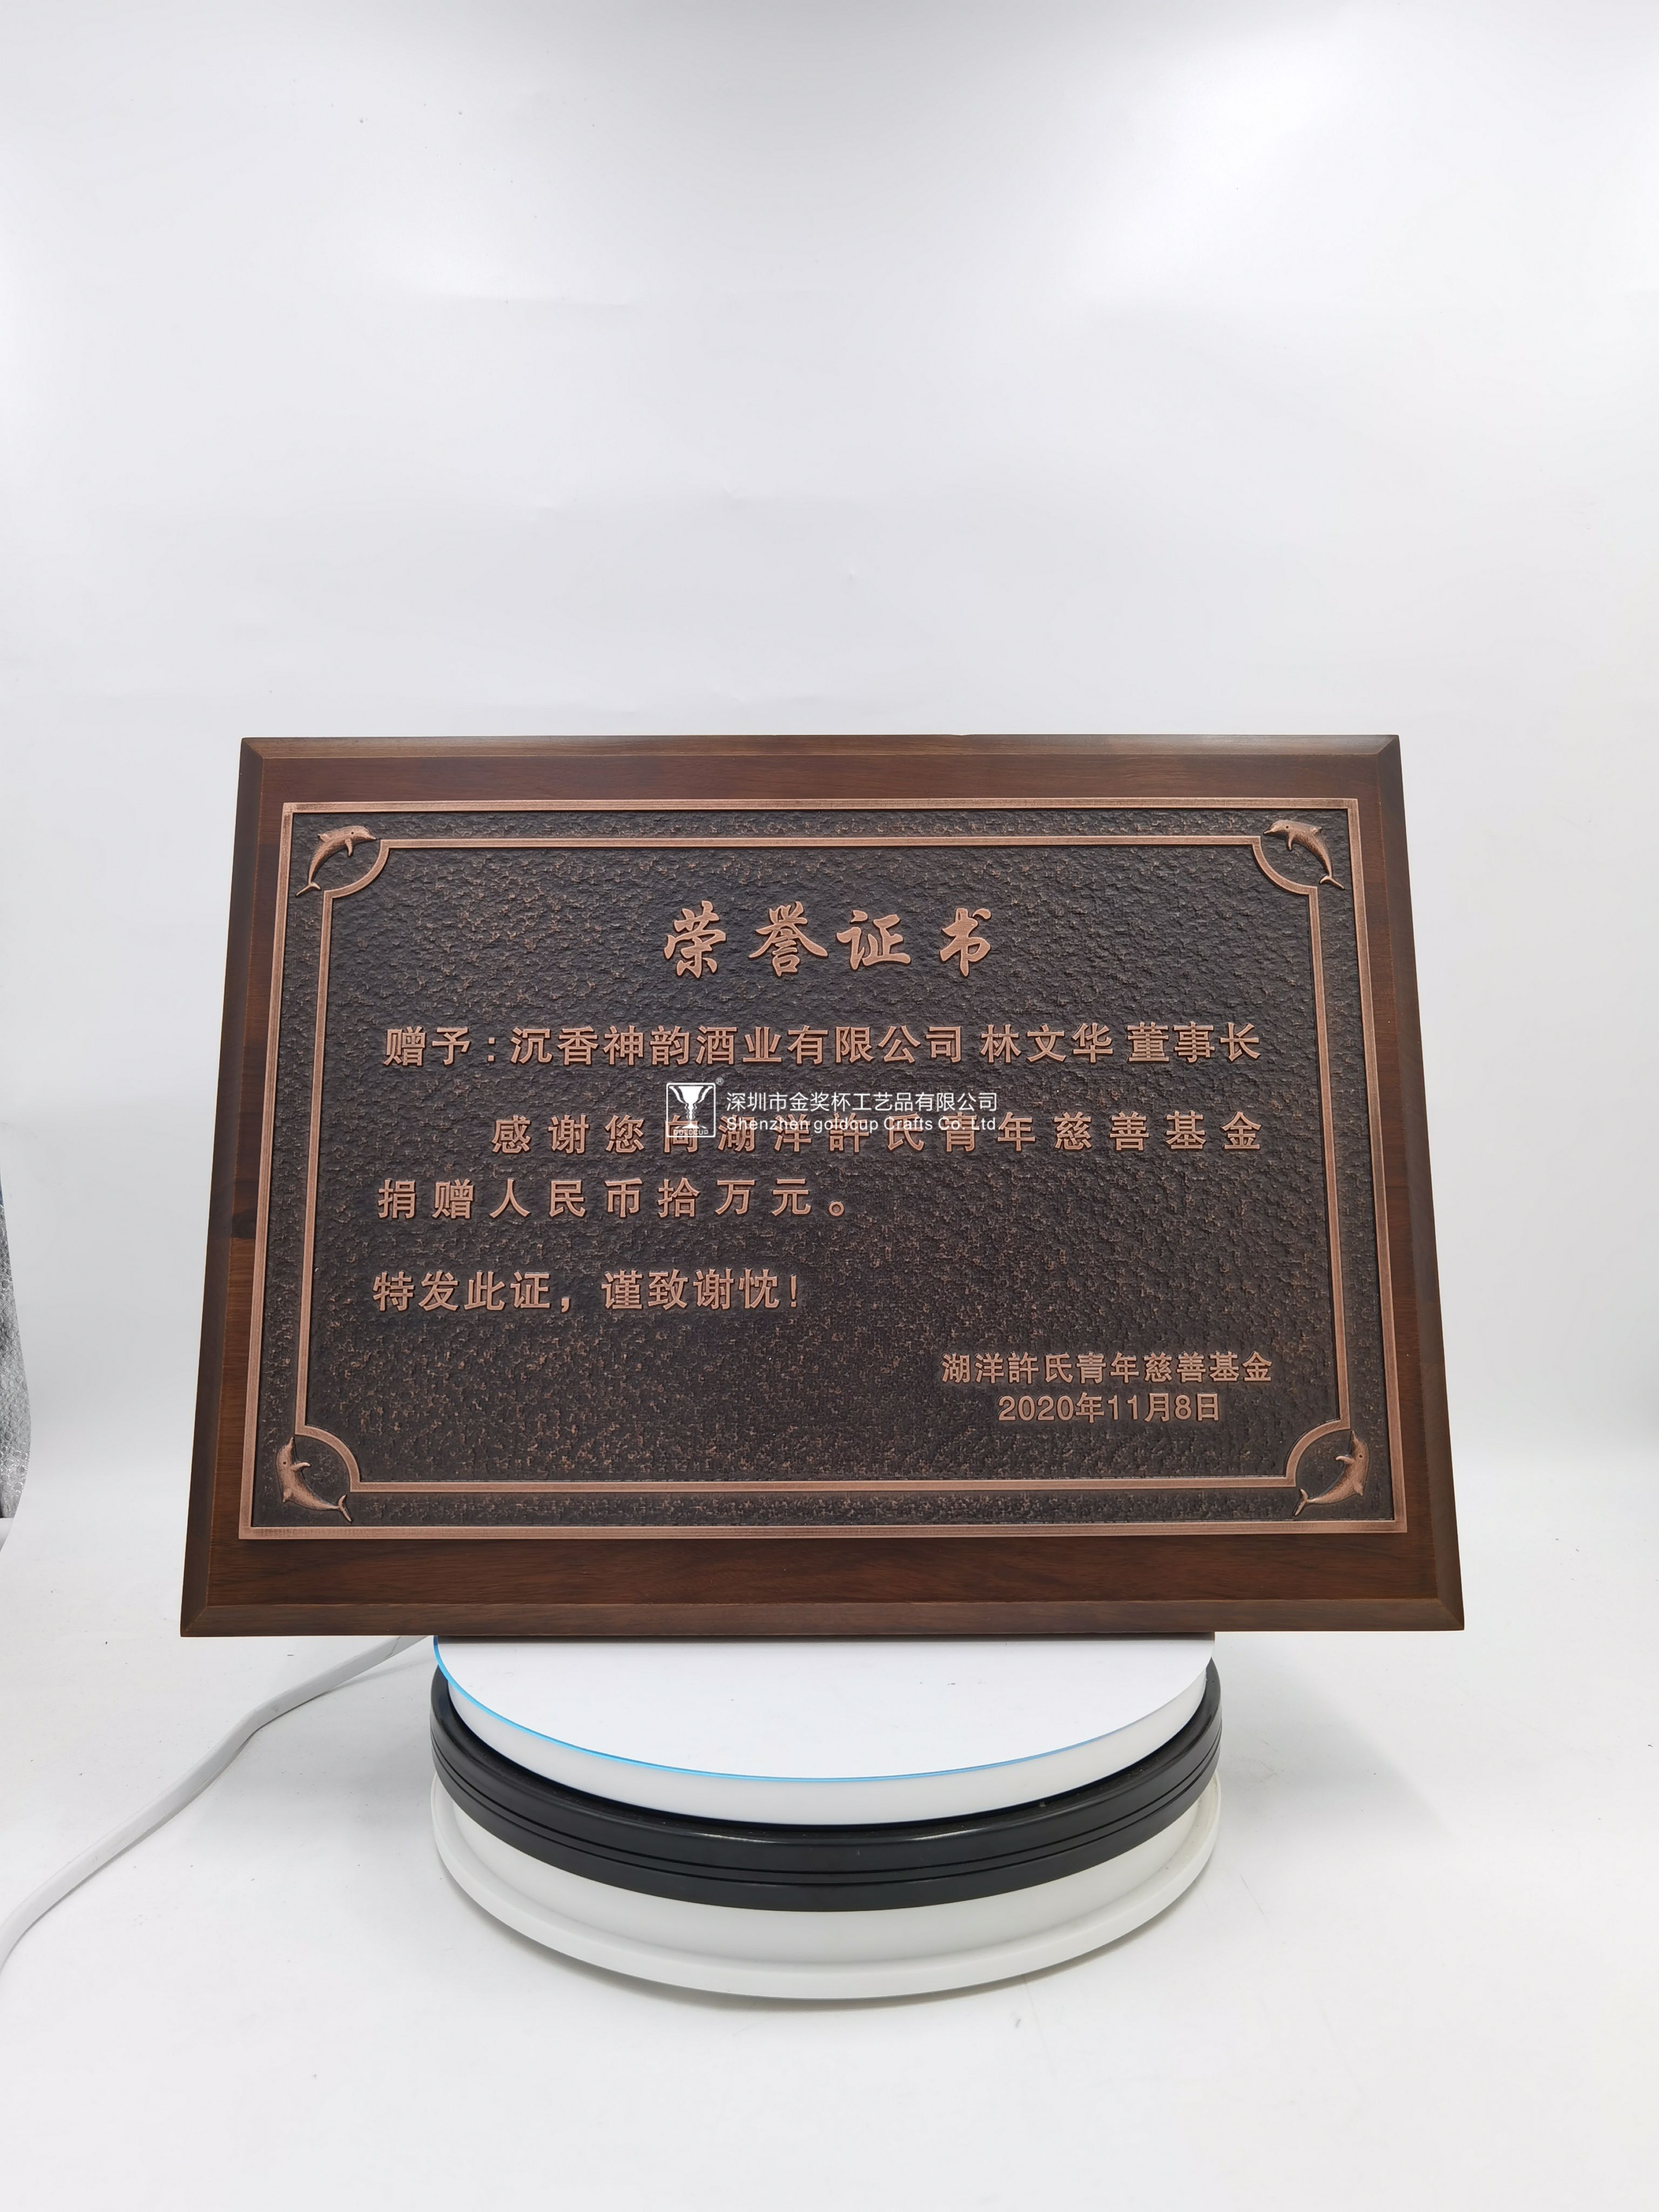 荣誉证书
赠予：沉香神韵酒业有限公司 林文华 董事长
®
深圳市金奖杯工艺品有限公司
GOLDCUP
Shenzhen goldcup Crafts Co. Ltd.
感谢您向湖洋許氏青年慈善基金
捐赠人民币拾万元。
特发此证，谨致谢忱！
湖洋許氏青年慈善基金
2020年11月8日